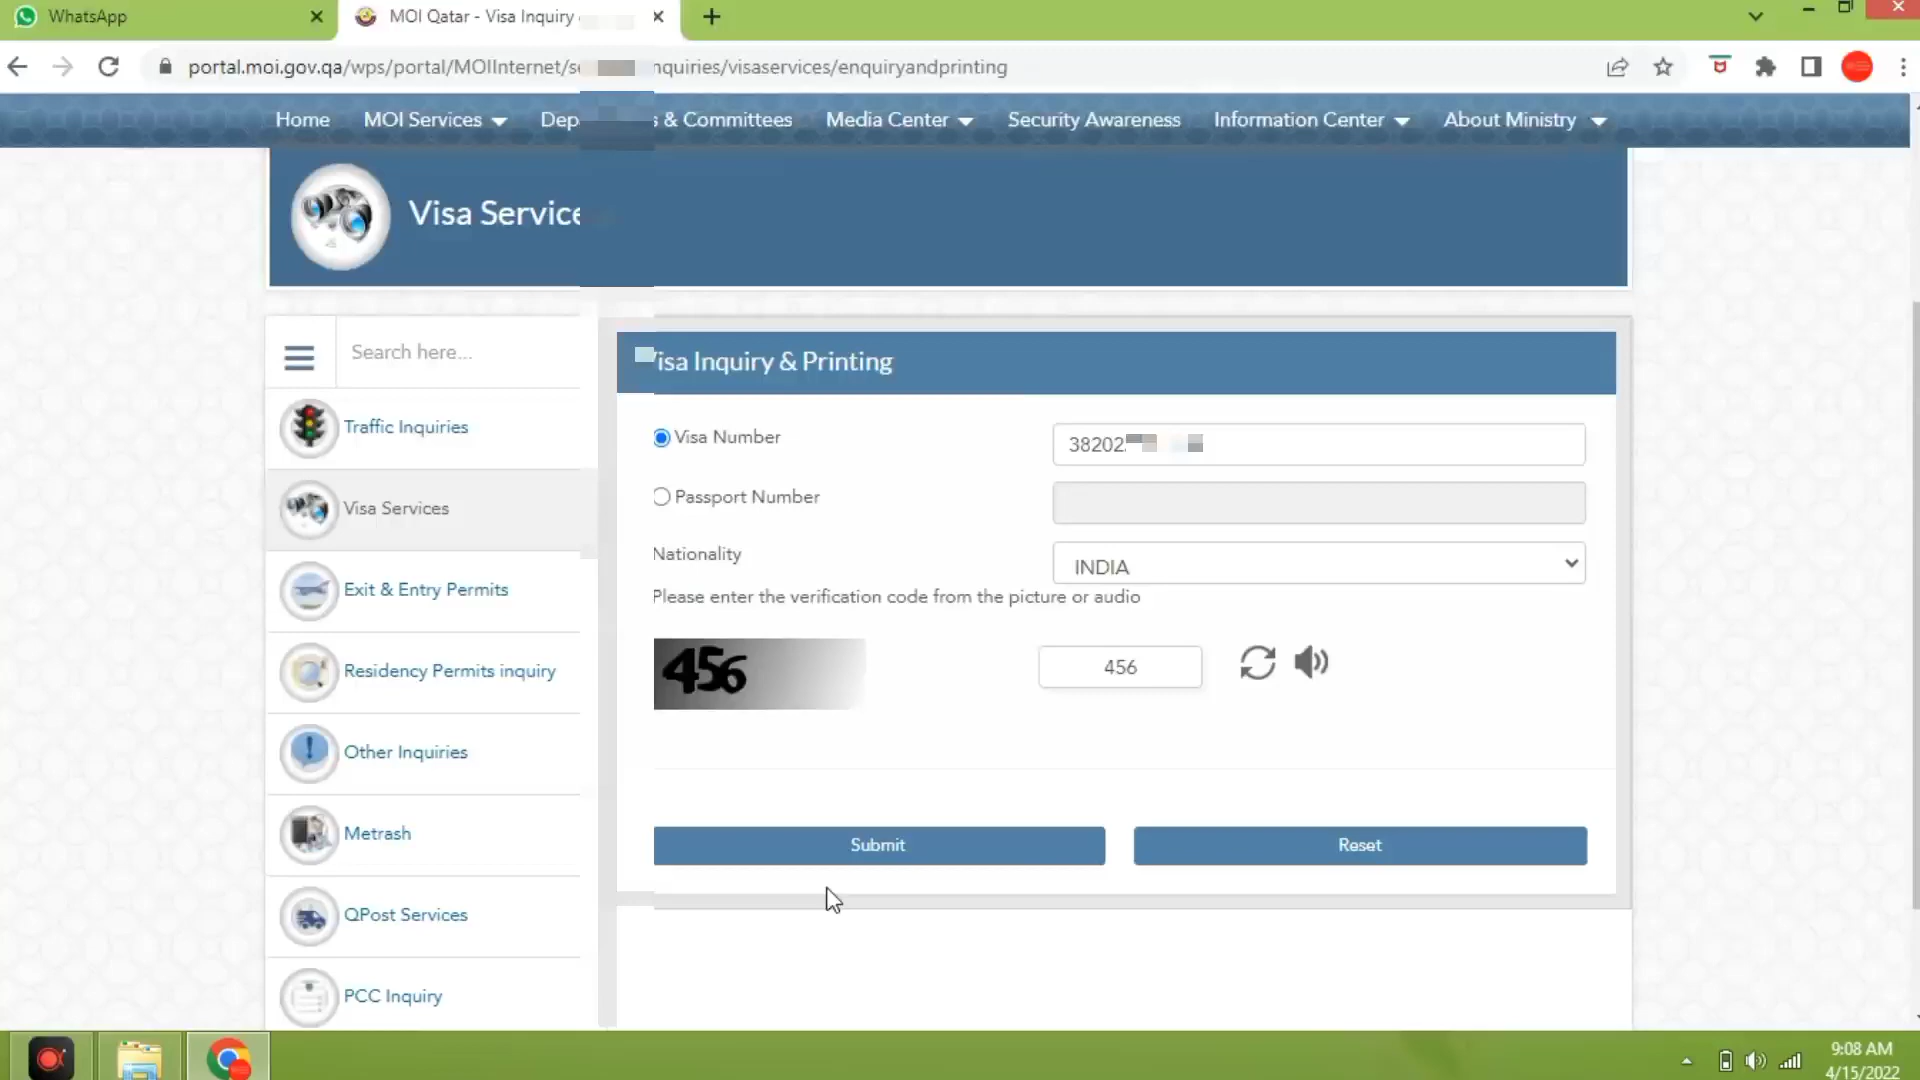 WhatsApp
MOI Qatar - Visa Inquiry
portal.moi.gov.qa/wps/portal/MOIInternet/se nquiries/visaservices/enquiryandprinting
Home MOI Services Dep s & Committees Media Center Security Awareness Information Center About Ministry
Visa Service
Search here...
Traffic Inquiries
Visa Services
Exit & Entry Permits
Residency Permits inquiry
Other Inquiries
Metrash
QPost Services
PCC Inquiry
isa Inquiry & Printing
Visa Number 38202
Passport Number
Nationality INDIA
Please enter the verification code from the picture or audio
456 456
Submit Reset
9:08 AM
4/15/2022